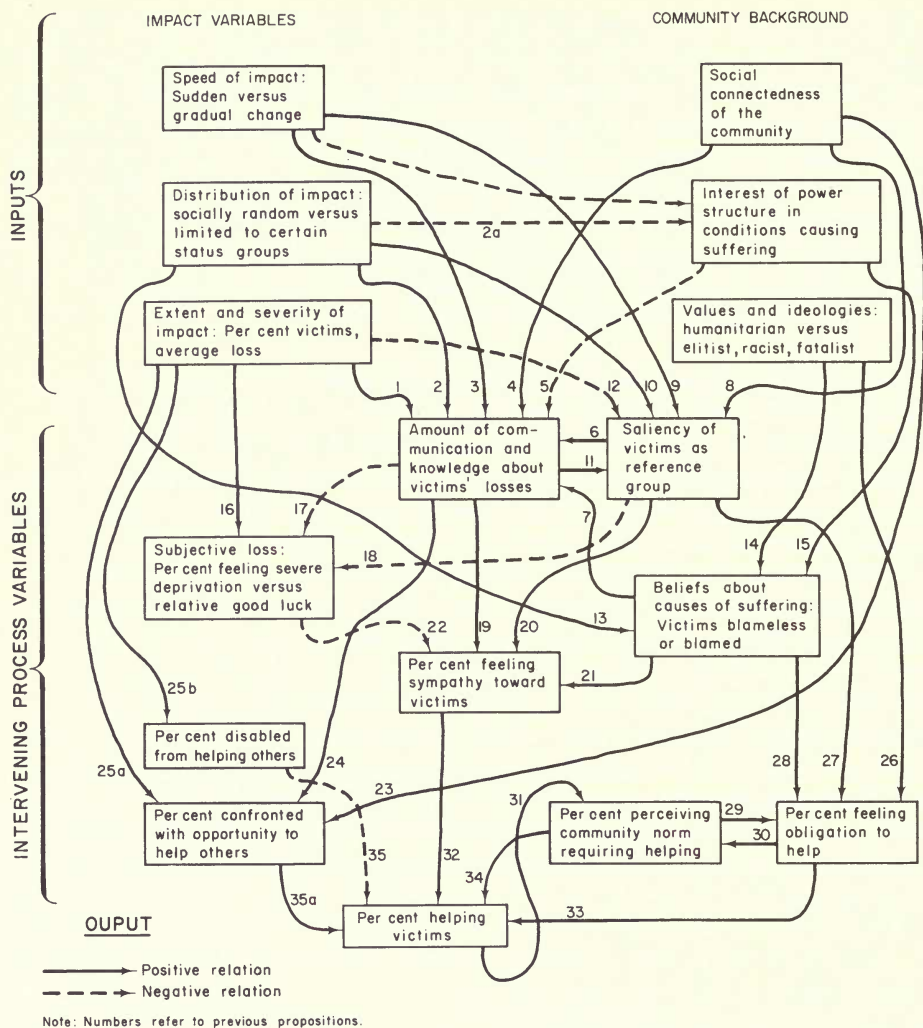 IMPACT VARIABLES
COMMUNITY BACKGROUND
INPUTS
Speed of impact:
Sudden versus
gradual change
Social
connectedness
of the
community
Distribution of impact:
socially random versus
limited to certain
status groups
2a
Interest of power
structure in
conditions causing
suffering
Extent and severity of
impact: Per cent victims,
average loss
Values and ideologies:
humanitarian versus
elitist, racist, fatalist
1 2 3 4 5 12 10 9 8
INTERVENING PROCESS VARIABLES
Amount of com-
munication and
knowledge about
victims' losses
6
11
Saliency of
victims as
reference
group
16 17
7
14 15
Subjective loss:
Per cent feeling severe
deprivation versus
relative good luck
18
Beliefs about
causes of suffering:
Victims blameless
or blamed
13
22 19 20
Per cent feeling
sympathy toward
victims
21
25b
Per cent disabled
from helping others
25a
24
23
28 27 26
31
Per cent confronted
with opportunity to
help others
Per cent perceiving
community norm
requiring helping
29
30
Per cent feeling
obligation to
help
35 32 34
35a
33
Per cent helping
victims
OUPUT
Positive relation
Negative relation
Note: Numbers refer to previous propositions.